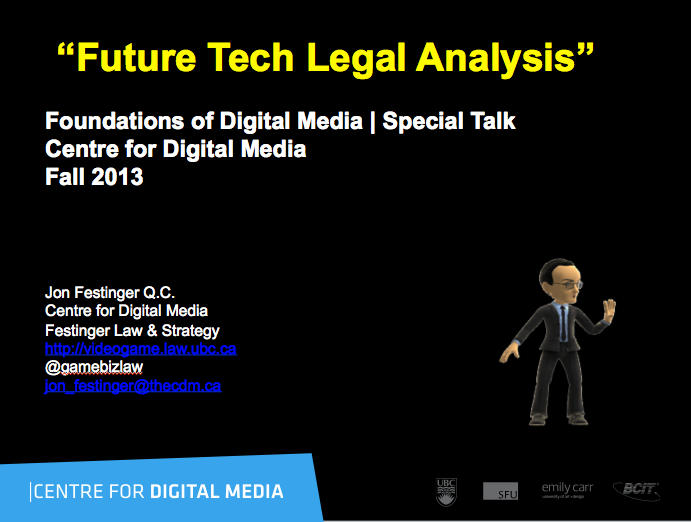 “Future Tech Legal Analysis”
Foundations of Digital Media | Special Talk
Centre for Digital Media
Fall 2013
Jon Festinger Q.C.
Centre for Digital Media
Festinger Law & Strategy
http://videogame.law.ubc.ca
@gamebizlaw
jon_festinger@thecdm.ca
|CENTRE FOR DIGITAL MEDIA
UBC
SFU
emily carr
university of art + design
BCIT